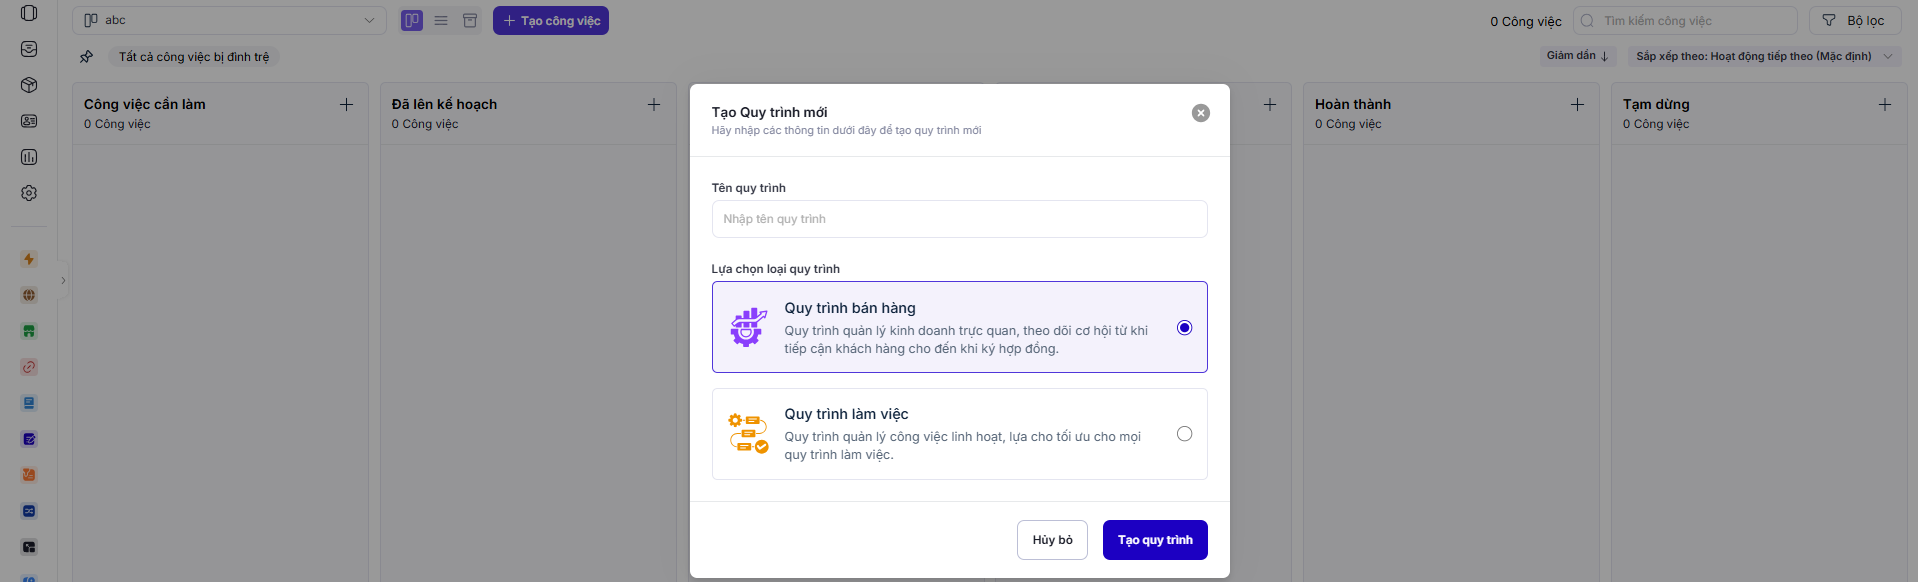 abc
Tạo công việc
0 Công việc
Tìm kiếm công việc
Bộ lọc
Tất cả công việc bị đình trệ
Giảm dần
Sắp xếp theo: Hoạt động tiếp theo (Mặc định)
Công việc cần làm
0 Công việc
Đã lên kế hoạch
0 Công việc
Hoàn thành
0 Công việc
Tạm dừng
0 Công việc
Tạo Quy trình mới
Hãy nhập các thông tin dưới đây để tạo quy trình mới
Tên quy trình
Nhập tên quy trình
Lựa chọn loại quy trình
Quy trình bán hàng
Quy trình quản lý kinh doanh trực quan, theo dõi cơ hội từ khi
tiếp cận khách hàng cho đến khi ký hợp đồng.
Quy trình làm việc
Quy trình quản lý công việc linh hoạt, lựa cho tối ưu cho mọi
quy trình làm việc.
Hủy bỏ
Tạo quy trình